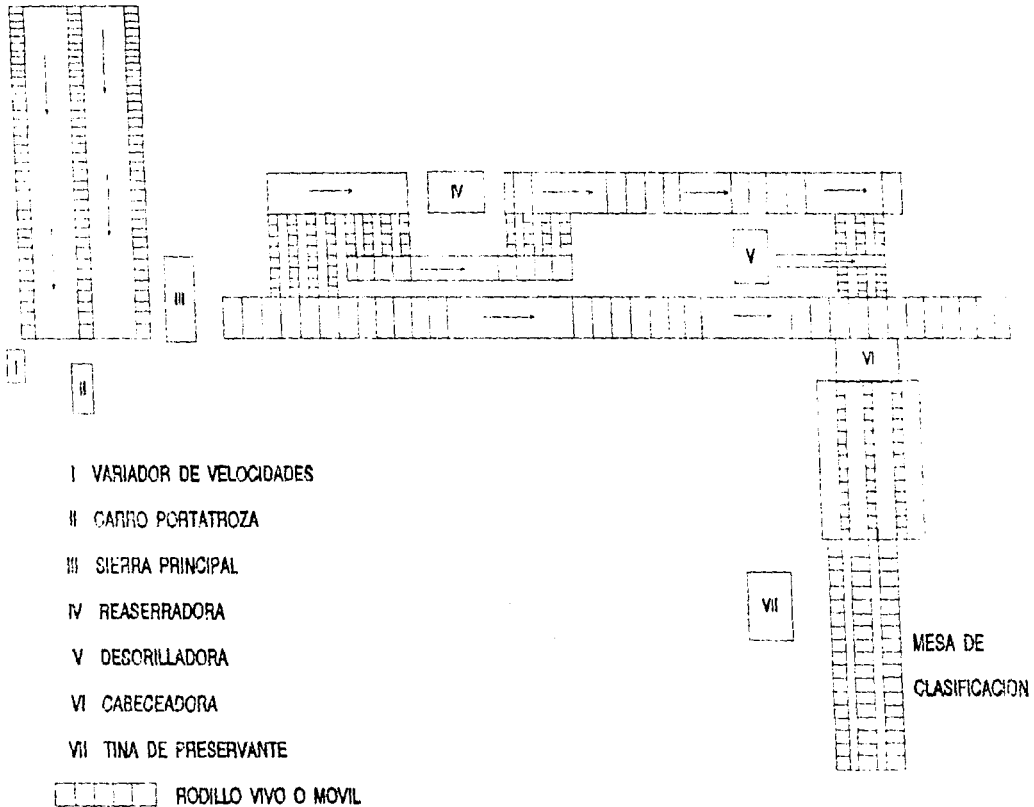 IV
V
III
I
II
VI
I VARIADOR DE VELOCIDADES
II CARRO PORTATROZA
III SIERRA PRINCIPAL
IV REASERRADORA
V DESORILLADORA
VI CABECEADORA
VII TINA DE PRESERVANTE
RODILLO VIVO O MOVIL
VII
MESA DE
CLASIFICACION